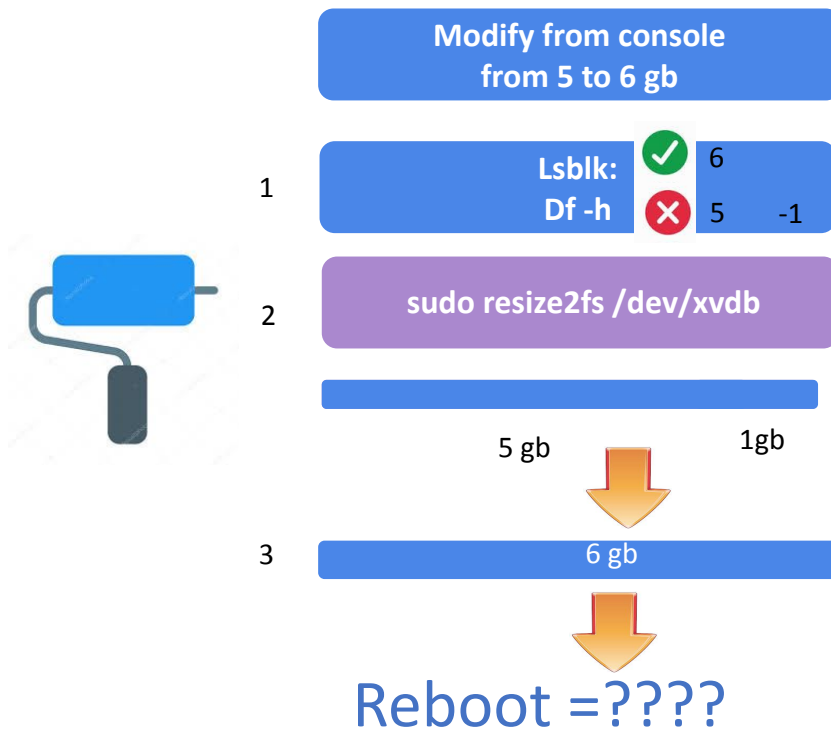 Modify from console
from 5 to 6 gb
1
Lsblk:
6
Df -h
5
-1
2
sudo resize2fs /dev/xvdb
5 gb
1gb
3
6 gb
Reboot =????